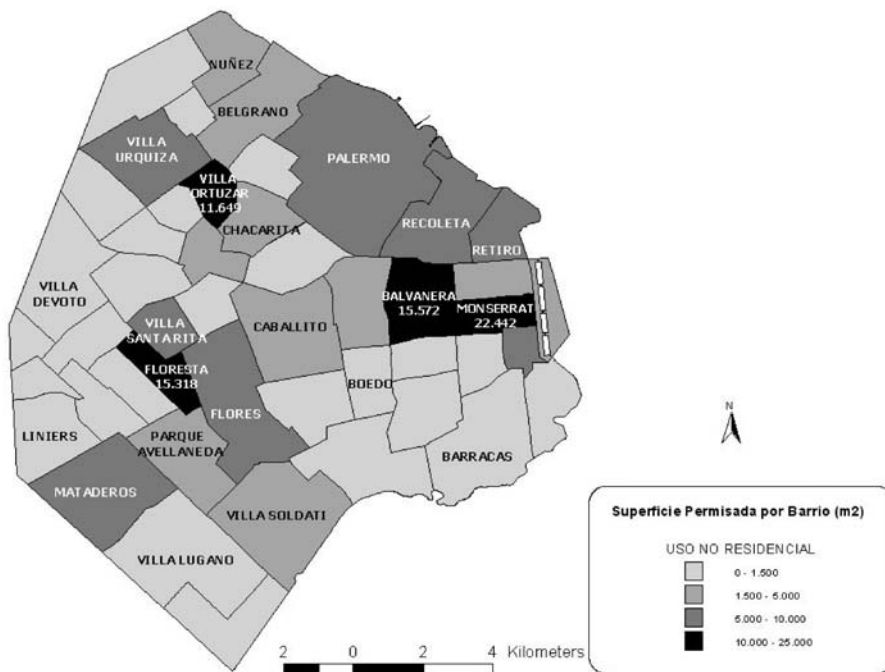 NUÑEZ
BELGRANO
VILLA
URQUIZA
PALERMO
VILLA
ORTUZAR
11.649
CHACARITA
RECOLETA
RETIRO
VILLA
DEVOTO
BALVANERA
15.572
MONSERRAT
22.442
VILLA
SANTA RITA
CABALLITO
FLORESTA
15.318
BOEDO
FLORES
LINIERS
PARQUE
AVELLANEDA
BARRACAS
MATADEROS
VILLA SOLDATI
VILLA LUGANO
N
Superficie Permisada por Barrio (m2)
USO NO RESIDENCIAL
0 - 1.500
1.500 - 5.000
5.000 - 10.000
10.000 - 25.000
2 0 2 4 Kilometers